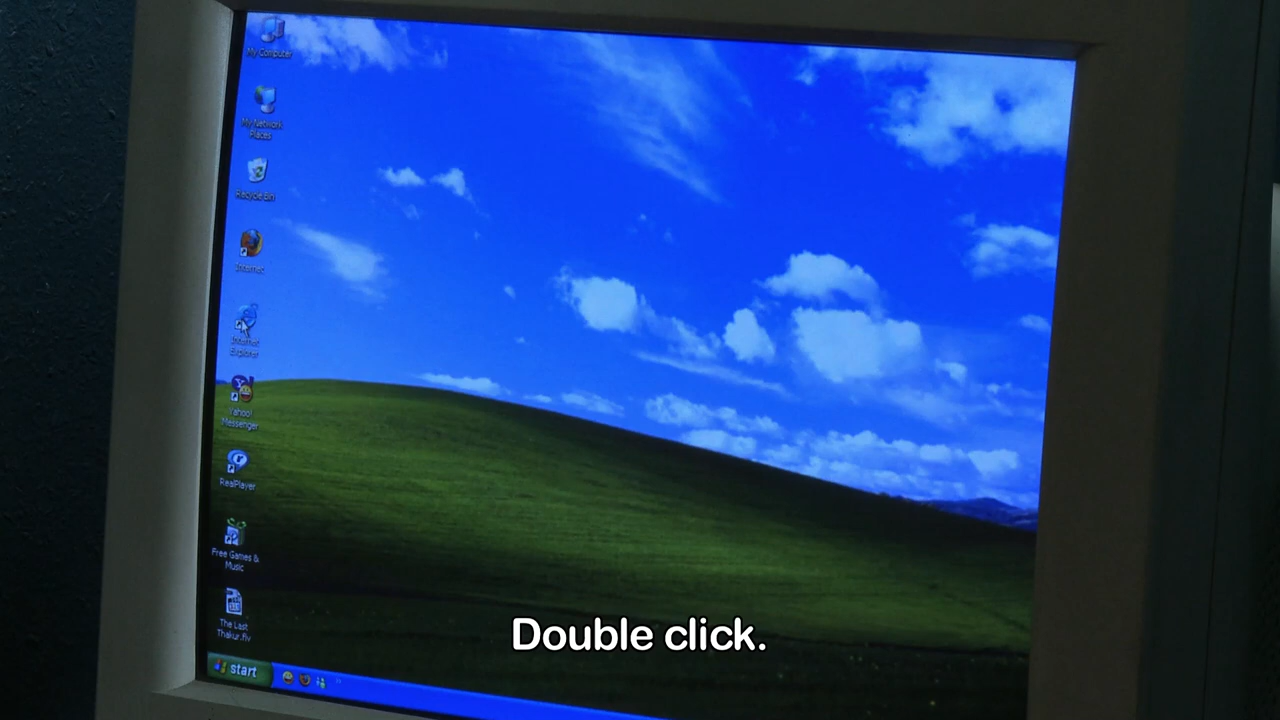 My Computer
My Network
Places
Recycle Bin
Internet
Internet
Explorer
Yahoo!
Messenger
RealPlayer
Free Games &
Music
The Last
Thakur.flv
start
Double click.